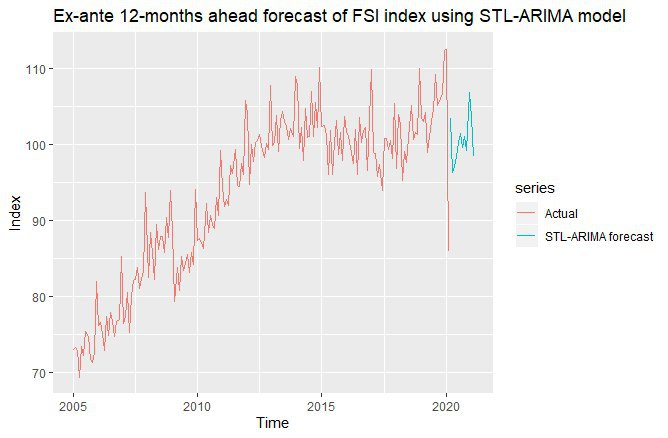 Ex-ante 12-months ahead forecast of FSI index using STL-ARIMA model
110
100
90
80
70
Index
2005 2010 2015 2020
Time
series
Actual
STL-ARIMA forecast